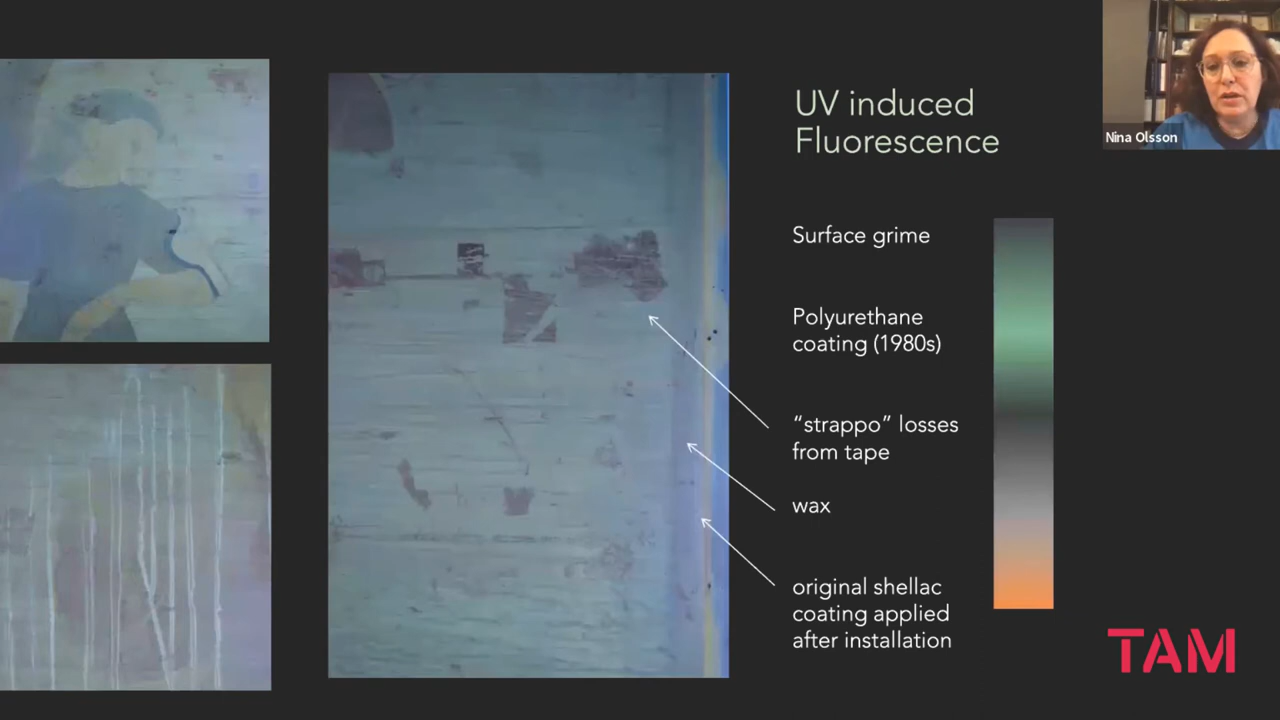 UV induced
Fluorescence
Nina Olsson
Surface grime
Polyurethane
coating (1980s)
“strappo” losses
from tape
wax
original shellac
coating applied
after installation
TAM